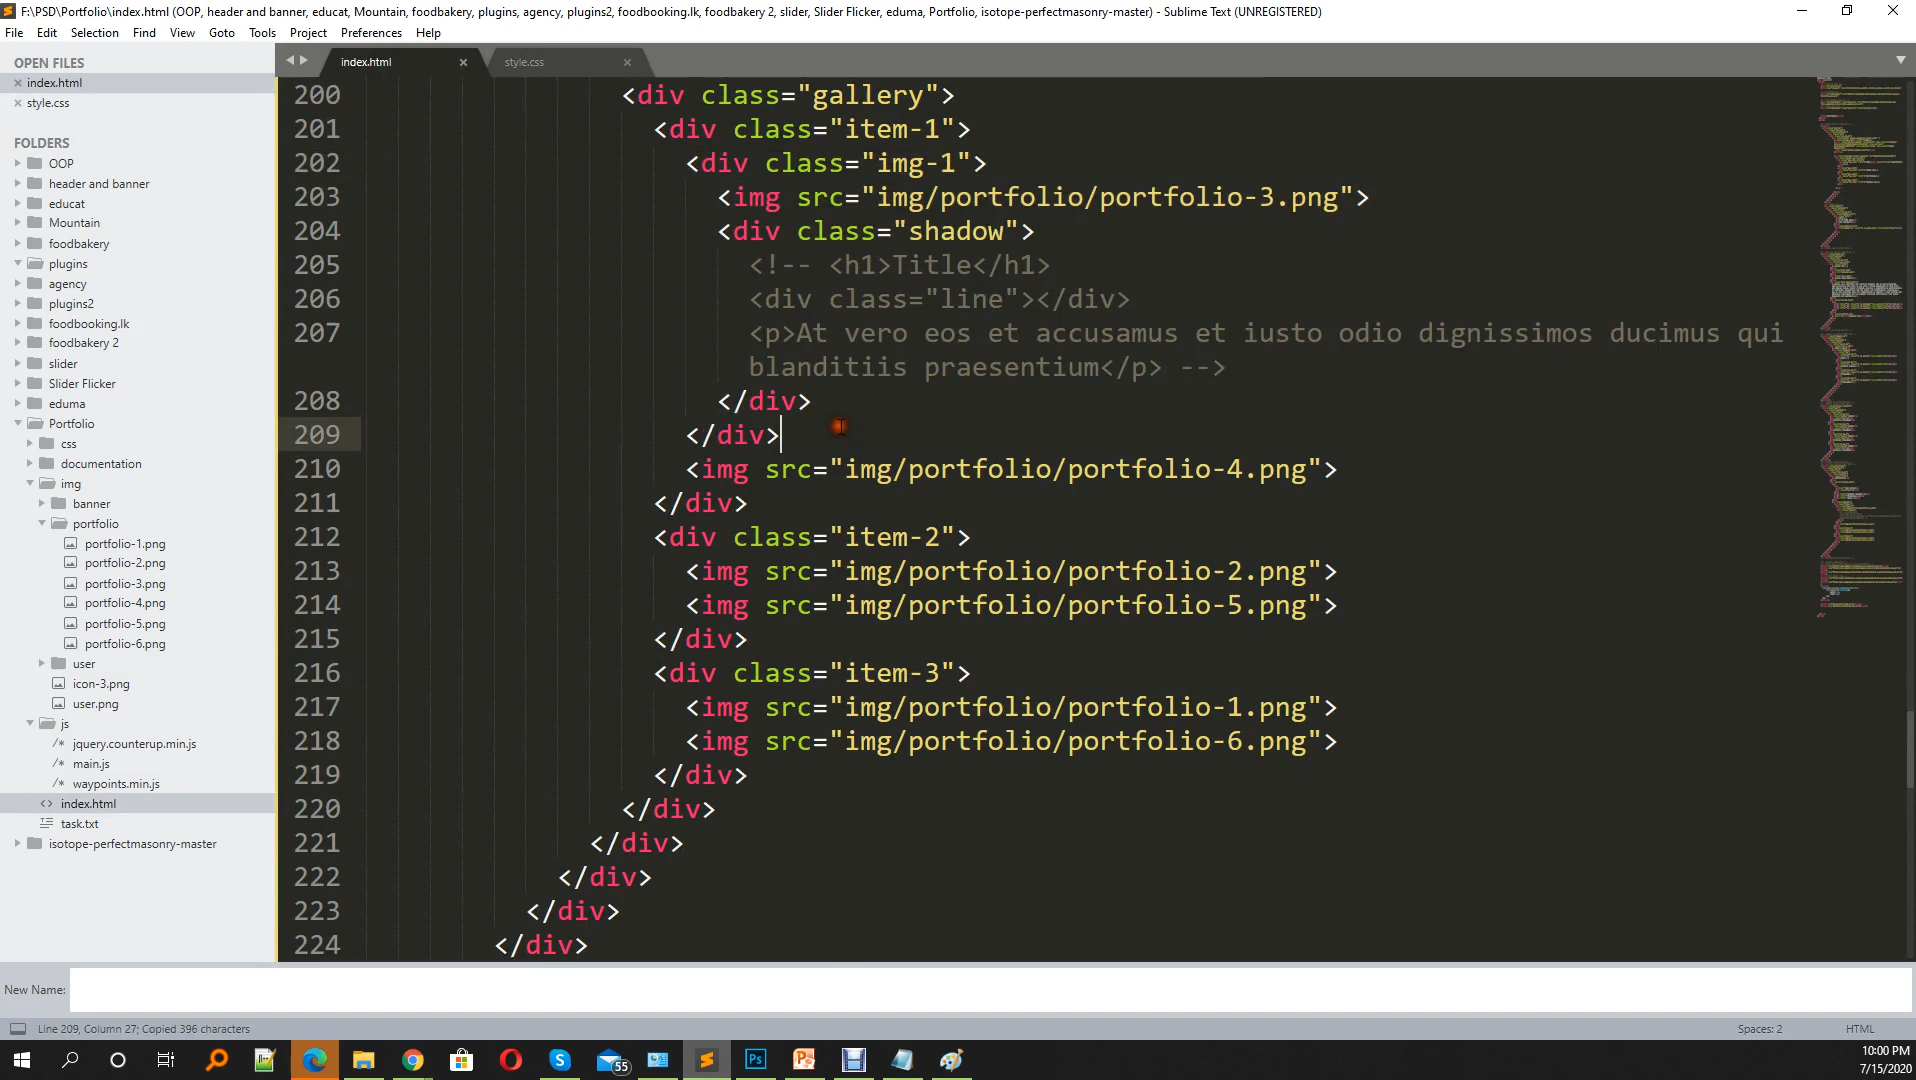 F:\PSD\Portfolio\index.html (OOP, header and banner, educat, Mountain, foodbakery, plugins, agency, plugins2, foodbooking.lk, foodbakery 2, slider, Slider Flicker, eduma, Portfolio, isotope-perfectmasonry-master) - Sublime Text (UNREGISTERED)
File Edit Selection Find View Goto Tools Project Preferences Help
OPEN FILES
index.html
style.css
FOLDERS
OOP
header and banner
educat
Mountain
foodbakery
plugins
agency
plugins2
foodbooking.lk
foodbakery 2
slider
Slider Flicker
eduma
Portfolio
css
documentation
img
banner
portfolio
portfolio-1.png
portfolio-2.png
portfolio-3.png
portfolio-4.png
portfolio-5.png
portfolio-6.png
user
icon-3.png
user.png
js
/* jquery.counterup.min.js
/* main.js
/* waypoints.min.js
<> index.html
task.txt
isotope-perfectmasonry-master
index.html
style.css
200 <div class="gallery">
201 <div class="item-1">
202 <div class="img-1">
203 <img src="img/portfolio/portfolio-3.png">
204 <div class="shadow">
205 <!-- <h1>Title</h1>
206 <div class="line"></div>
207 <p>At vero eos et accusamus et iusto odio dignissimos ducimus qui
blanditiis praesentium</p> -->
208 </div>
209 </div>
210 <img src="img/portfolio/portfolio-4.png">
211 </div>
212 <div class="item-2">
213 <img src="img/portfolio/portfolio-2.png">
214 <img src="img/portfolio/portfolio-5.png">
215 </div>
216 <div class="item-3">
217 <img src="img/portfolio/portfolio-1.png">
218 <img src="img/portfolio/portfolio-6.png">
219 </div>
220 </div>
221 </div>
222 </div>
223 </div>
224 </div>
New Name:
Line 209, Column 27; Copied 396 characters
Spaces: 2
HTML
55
10:00 PM
7/15/2020